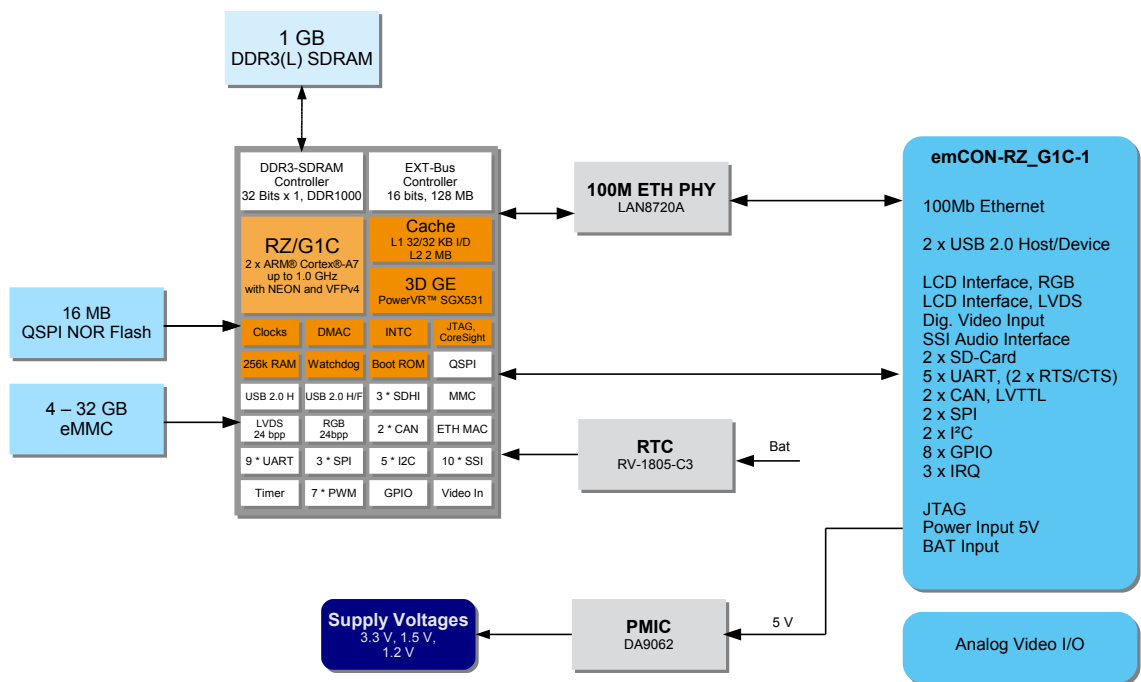 1 GB
DDR3(L) SDRAM
DDR3-SDRAM
Controller
32 Bits x 1, DDR1000
EXT-Bus
Controller
16 bits, 128 MB
RZ/G1C
2 x ARM® Cortex®-A7
up to 1.0 GHz
with NEON and VFPv4
Cache
L1 32/32 KB I/D
L2 2 MB
3D GE
PowerVR™ SGX531
Clocks
DMAC
INTC
JTAG,
CoreSight
256k RAM
Watchdog
Boot ROM
QSPI
USB 2.0 H
USB 2.0 H/F
3 * SDHI
MMC
LVDS
24 bpp
RGB
24bpp
2 * CAN
ETH MAC
9 * UART
3 * SPI
5 * I2C
10 * SSI
Timer
7 * PWM
GPIO
Video In
16 MB
QSPI NOR Flash
4 – 32 GB
eMMC
100M ETH PHY
LAN8720A
RTC
RV-1805-C3
Bat
emCON-RZ_G1C-1
100Mb Ethernet
2 x USB 2.0 Host/Device
LCD Interface, RGB
LCD Interface, LVDS
Dig. Video Input
SSI Audio Interface
2 x SD-Card
5 x UART, (2 x RTS/CTS)
2 x CAN, LVTTL
2 x SPI
2 x I²C
8 x GPIO
3 x IRQ
JTAG
Power Input 5V
BAT Input
Supply Voltages
3.3 V, 1.5 V,
1.2 V
PMIC
DA9062
5 V
Analog Video I/O